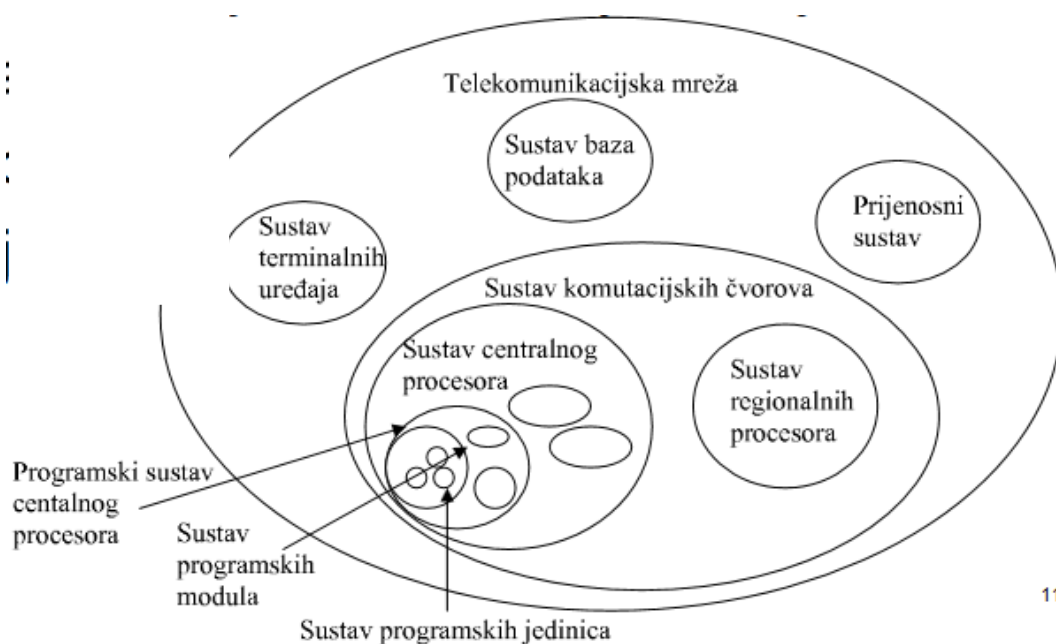 Telekomunikacijska mreža
Sustav baza
podataka
Prijenosni
sustav
Sustav
terminalnih
uređaja
Sustav komutacijskih čvorova
Sustav centralnog
procesora
Sustav
regionalnih
procesora
Programski sustav
centalnog
procesora
Sustav
programskih
modula
Sustav programskih jedinica
11